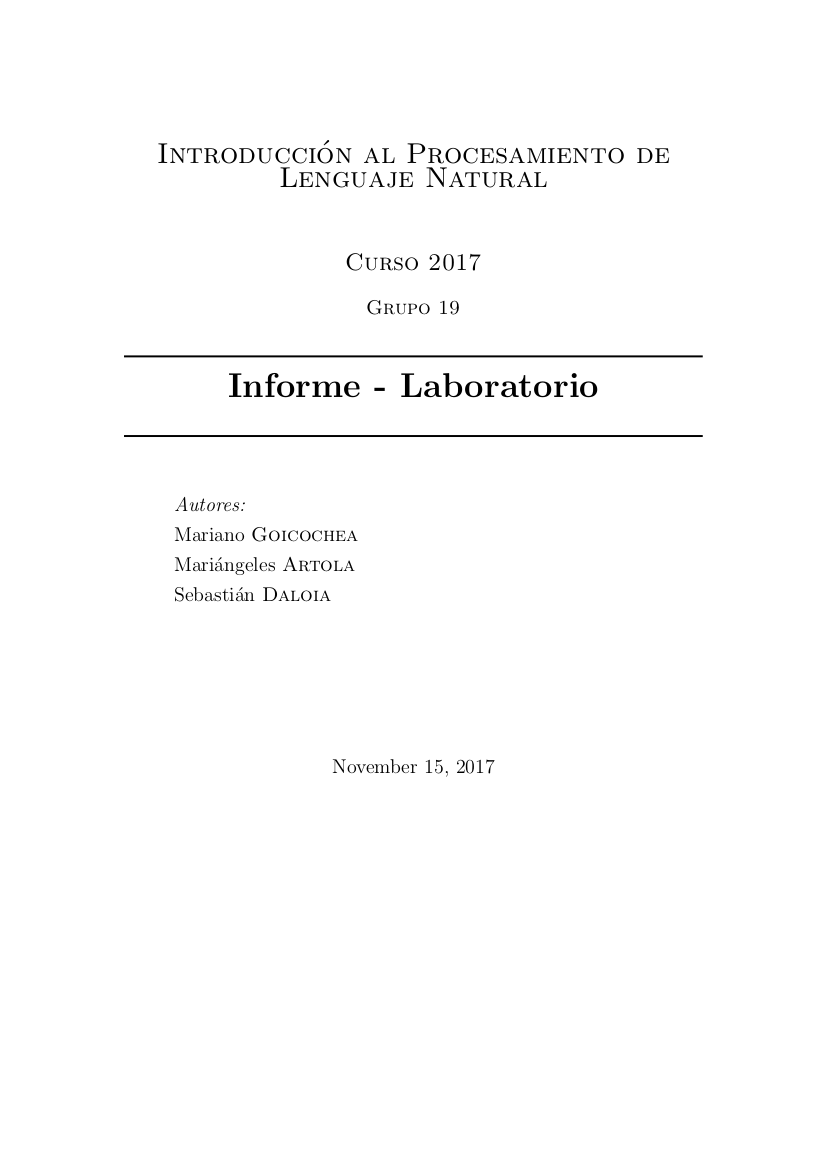 Introducción al Procesamiento de
Lenguaje Natural
Curso 2017
Grupo 19
Informe - Laboratorio
Autores:
Mariano Goicochea
Mariángeles Artola
Sebastián Daloia
November 15, 2017